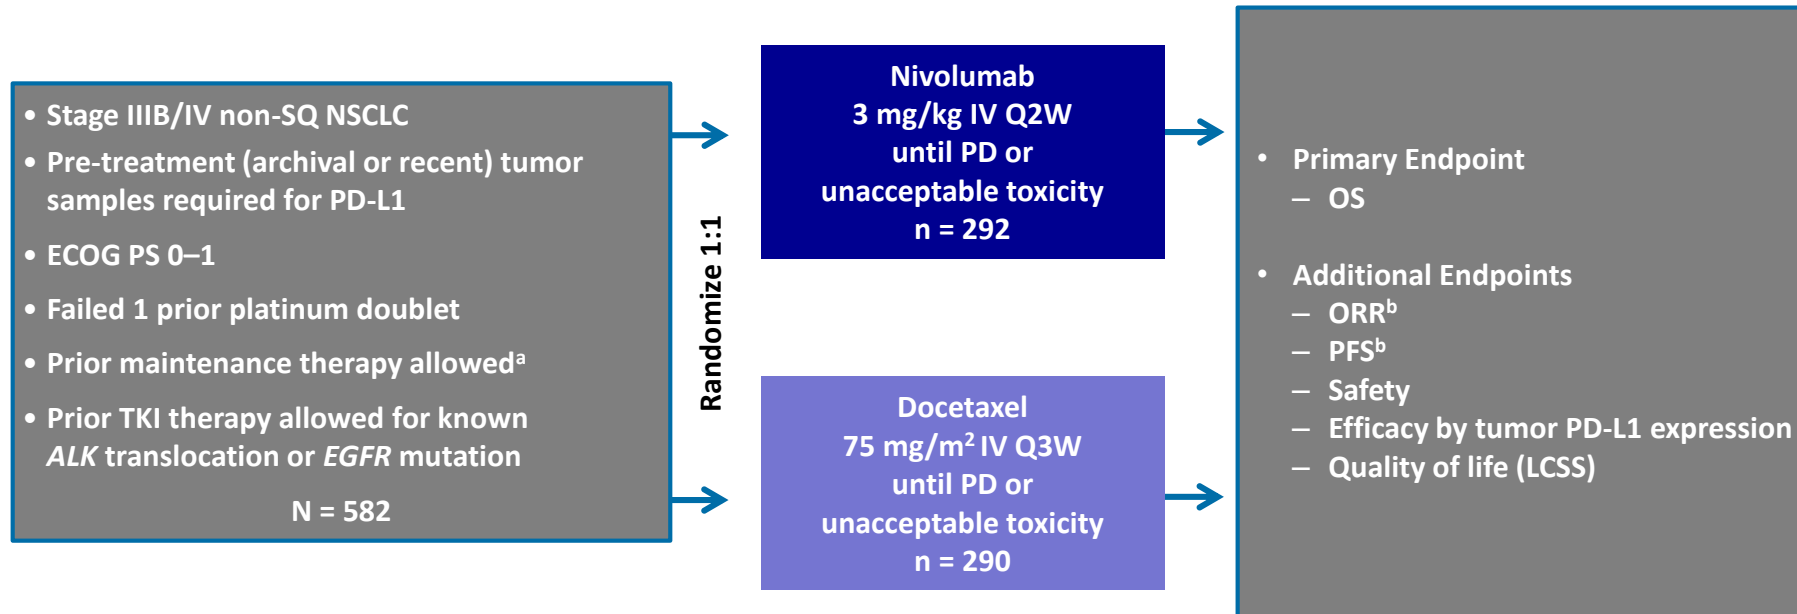 • Stage IIIB/IV non-SQ NSCLC
• Pre-treatment (archival or recent) tumor
samples required for PD-L1
• ECOG PS 0–1
• Failed 1 prior platinum doublet
• Prior maintenance therapy allowedᵃ
• Prior TKI therapy allowed for known
ALK translocation or EGFR mutation
N = 582
Randomize 1:1
Nivolumab
3 mg/kg IV Q2W
until PD or
unacceptable toxicity
n = 292
Docetaxel
75 mg/m² IV Q3W
until PD or
unacceptable toxicity
n = 290
• Primary Endpoint
– OS
• Additional Endpoints
– ORRᵇ
– PFSᵇ
– Safety
– Efficacy by tumor PD-L1 expression
– Quality of life (LCSS)